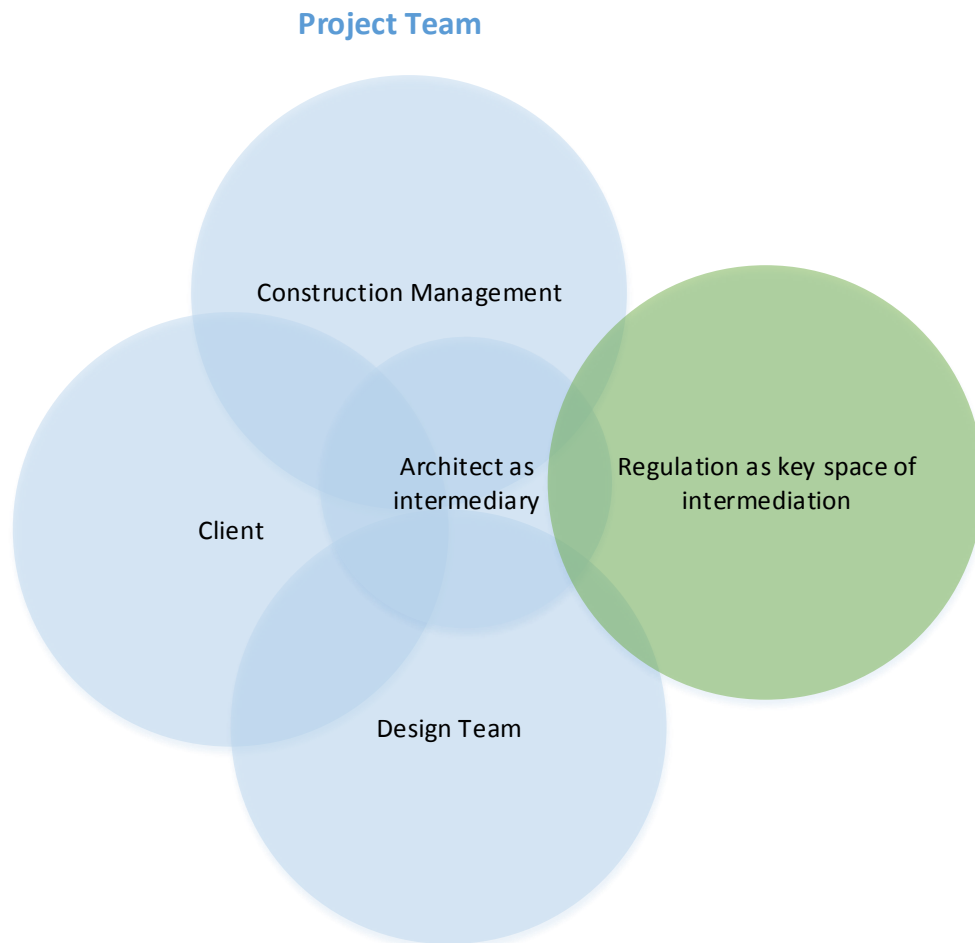 Project Team
Construction Management
Architect as
intermediary
Regulation as key space of
intermediation
Client
Design Team